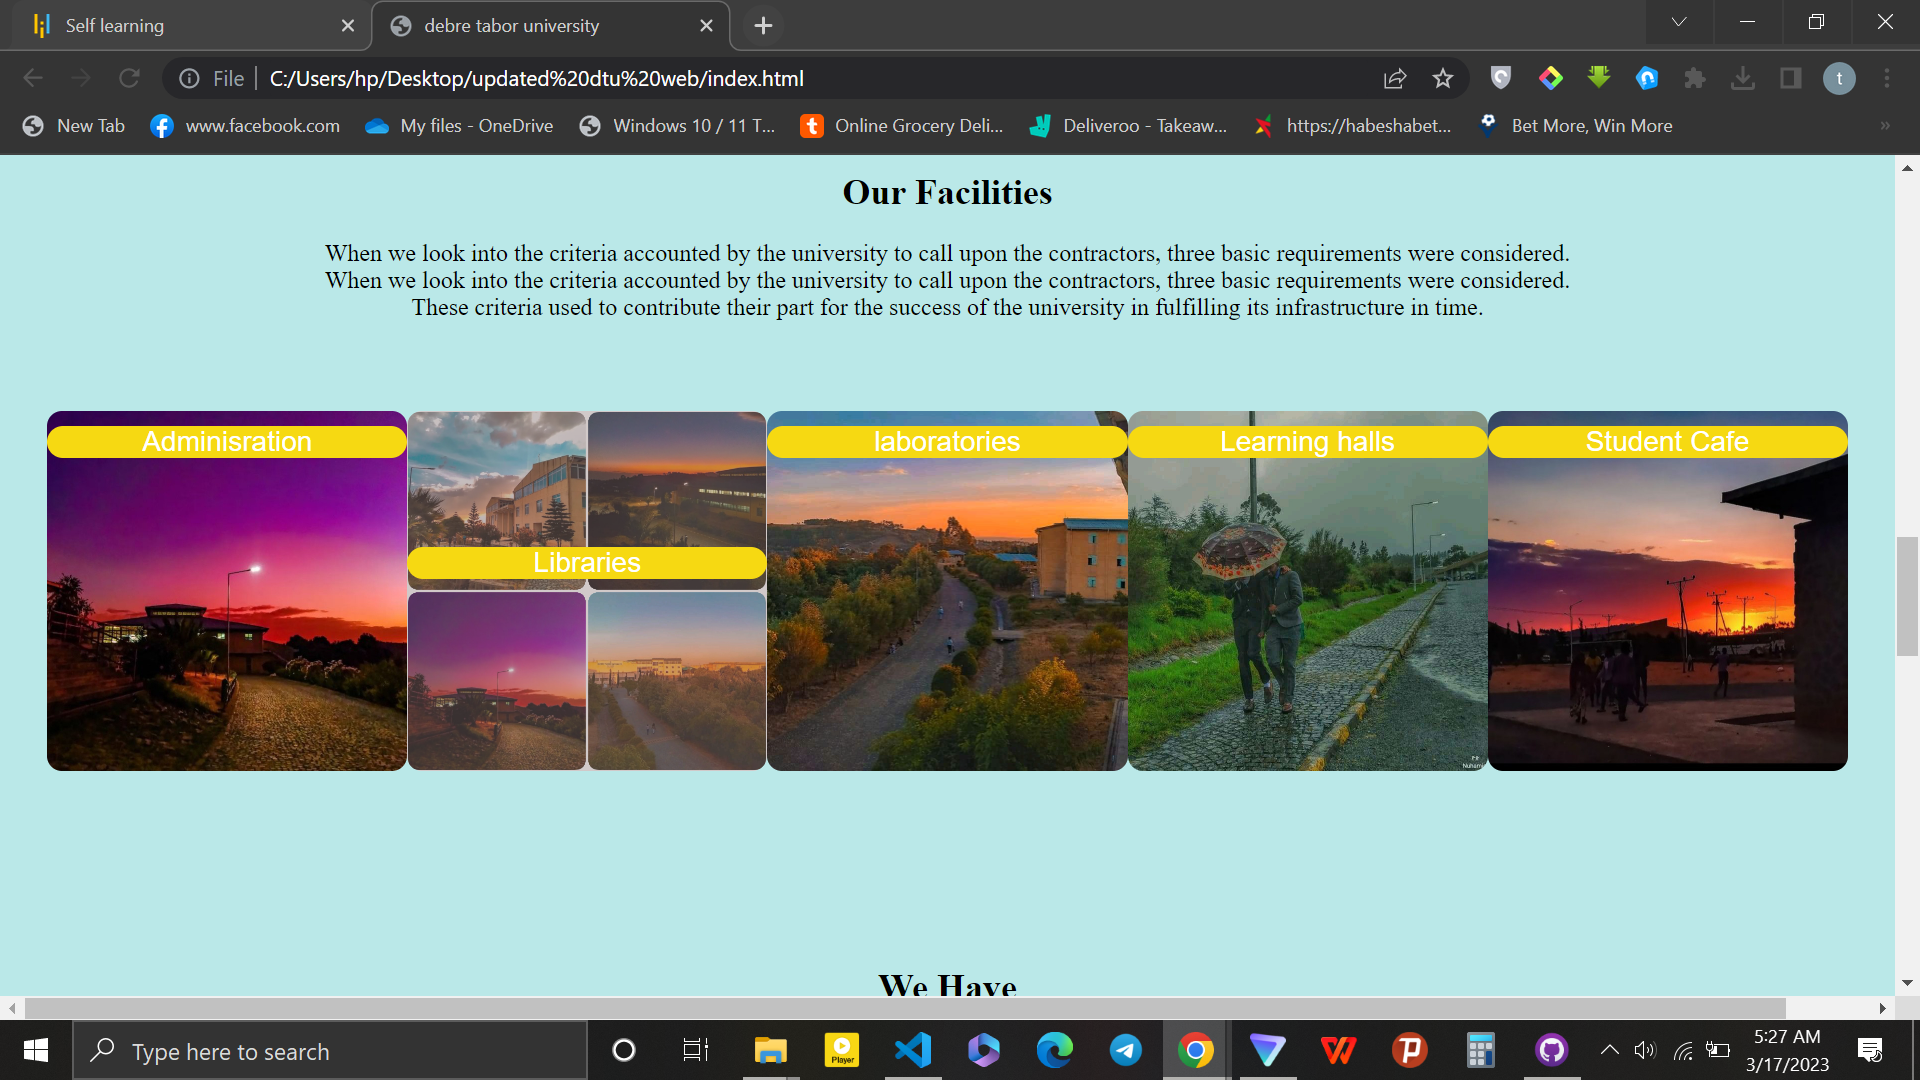 Self learning
debre tabor university
File
C:/Users/hp/Desktop/updated%20dtu%20web/index.html
t
New Tab
www.facebook.com
My files - OneDrive
Windows 10 / 11 T...
Online Grocery Deli...
Deliveroo - Takeaw...
https://habeshabet...
Bet More, Win More
Our Facilities
When we look into the criteria accounted by the university to call upon the contractors, three basic requirements were considered.
When we look into the criteria accounted by the university to call upon the contractors, three basic requirements were considered.
These criteria used to contribute their part for the success of the university in fulfilling its infrastructure in time.
Adminisration
Libraries
laboratories
Learning halls
Student Cafe
We Have
Type here to search
Player
5:27 AM
3/17/2023